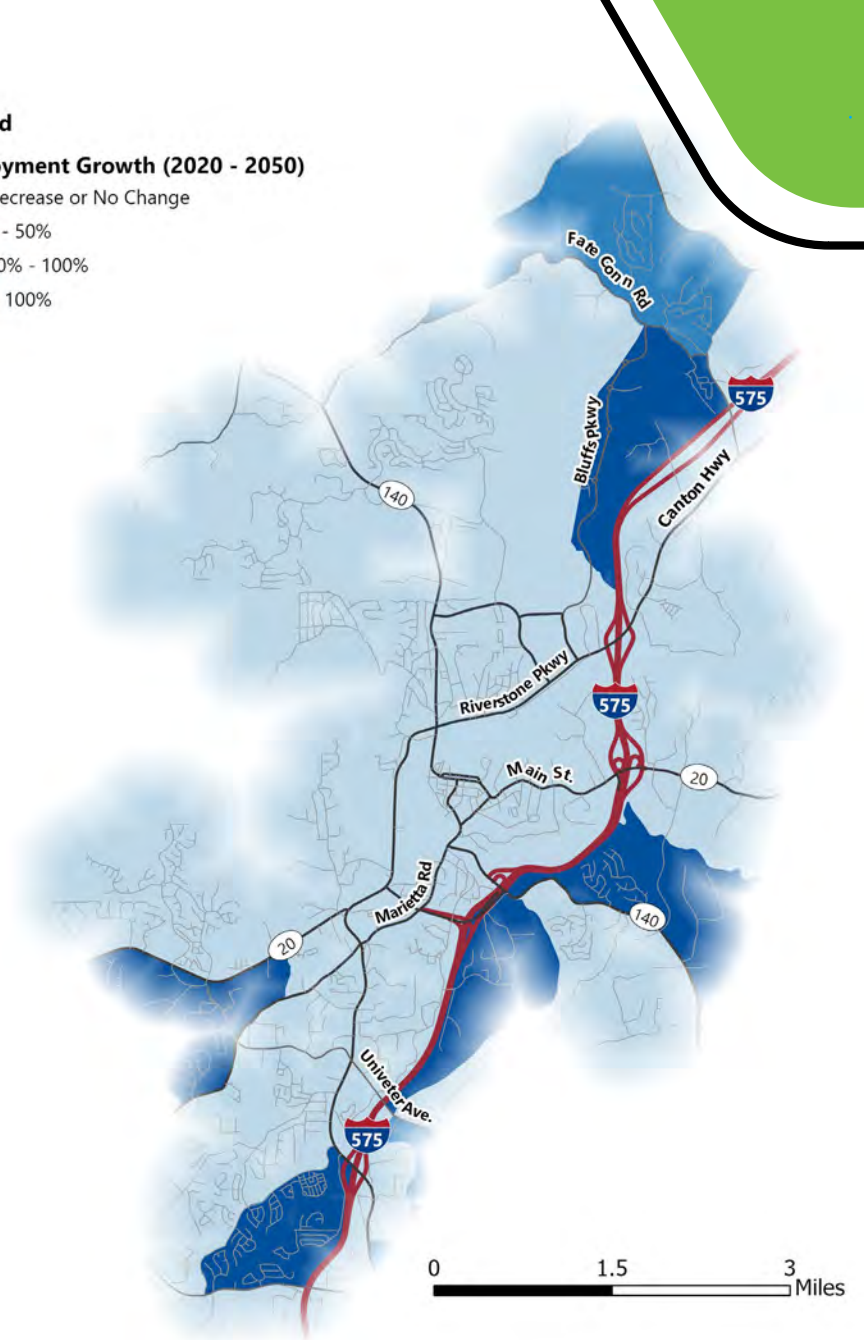 d
oyment Growth (2020 - 2050)
ecrease or No Change
- 50%
0% - 100%
100%
Fate Conn Rd
575
Bluffs Pkwy
Canton Hwy
140
Riverstone Pkwy
575
Main St.
20
Marietta Rd
140
20
Univeter Ave.
575
0 1.5 3
Miles